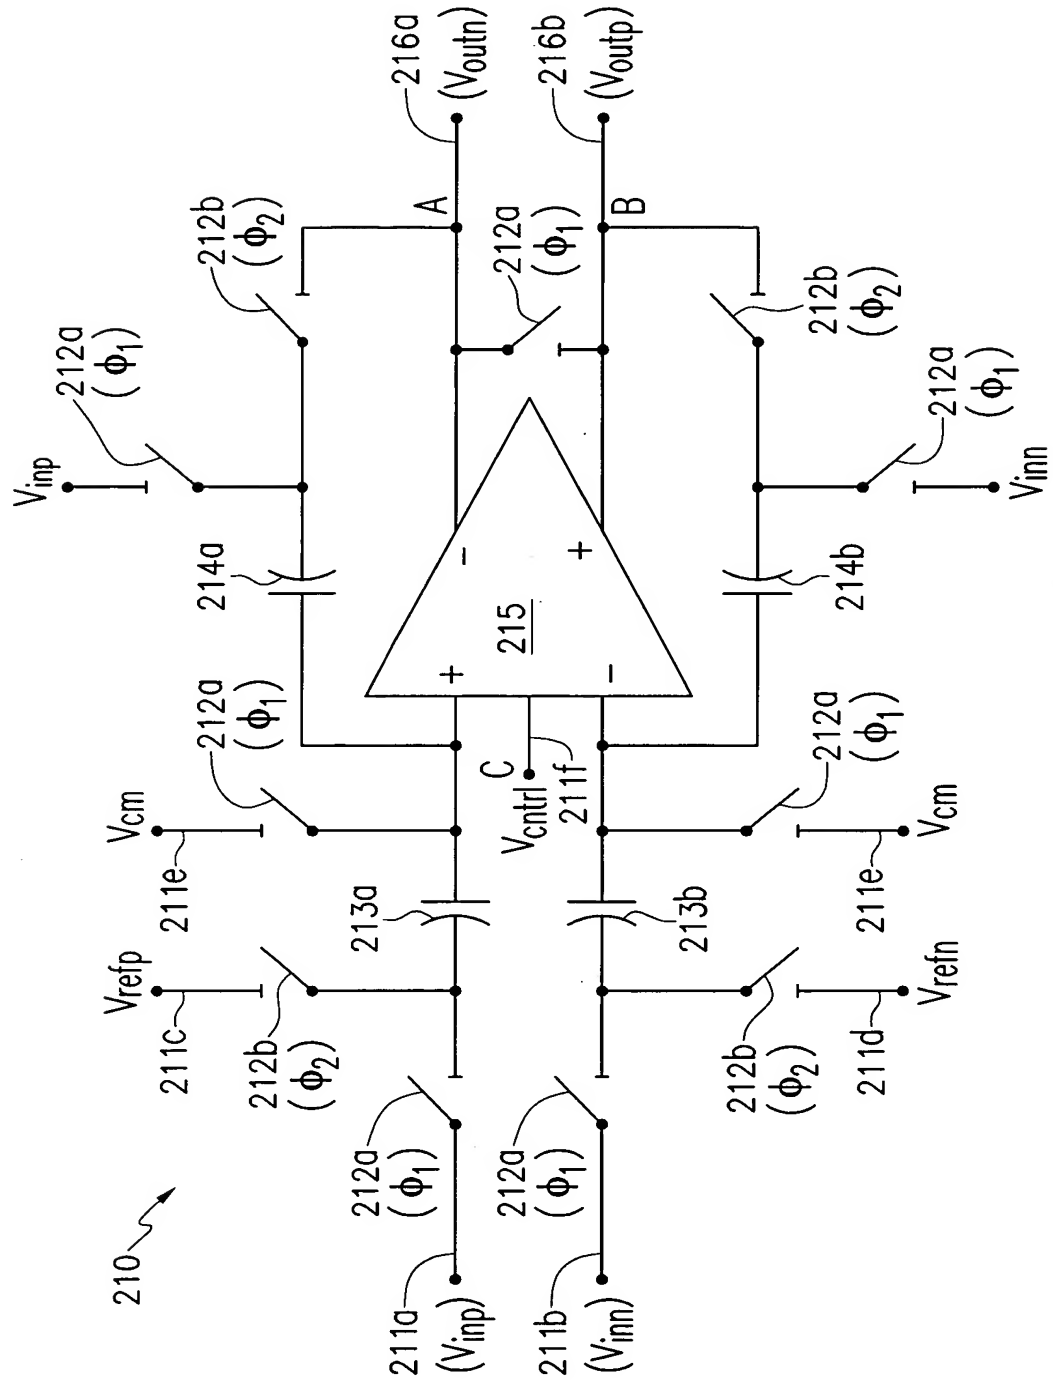 210
211a
(Vinp)
211b
(Vinn)
212a
(ϕ1)
212a
(ϕ1)
Vrefp
211c
212b
(ϕ2)
213a
213b
212b
(ϕ2)
211d
Vrefn
Vcm
211e
212a
(ϕ1)
C
Vcntrl
211f
212a
(ϕ1)
211e
Vcm
Vinp
212a
(ϕ1)
214a
+
-
215
-
+
214b
212a
(ϕ1)
Vinn
212b
(ϕ2)
A
212a
(ϕ1)
B
212b
(ϕ2)
216a
(Voutn)
216b
(Voutp)